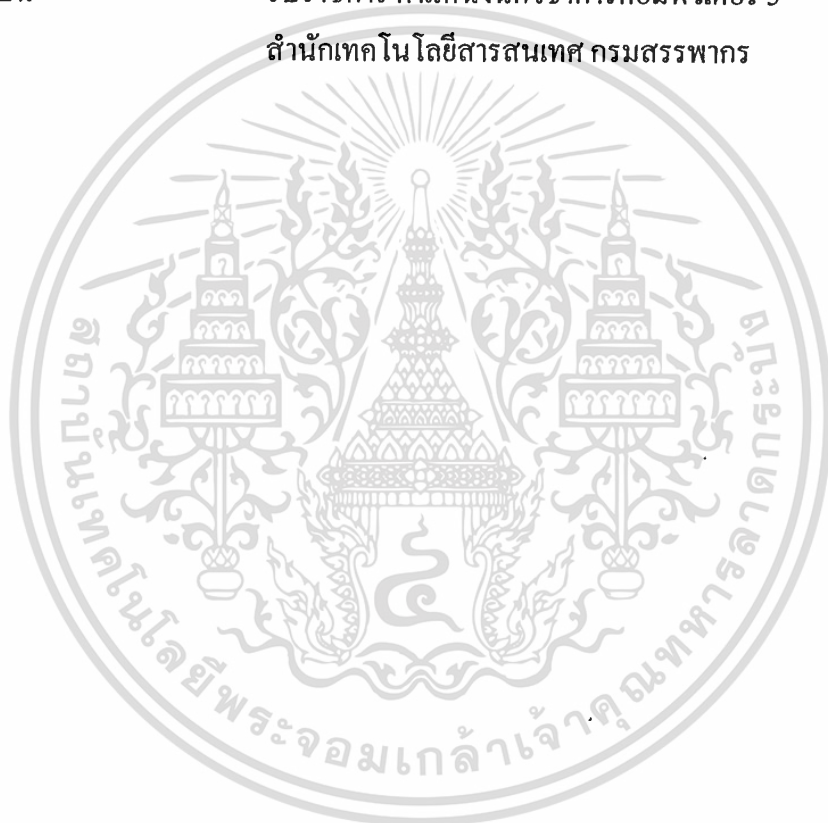 สำนักเทคโนโลยีสารสนเทศ กรมสรรพากร
สถาบันเทคโนโลยีพระจอมเกล้าเจ้าคุณทหารลาดกระบัง
๔